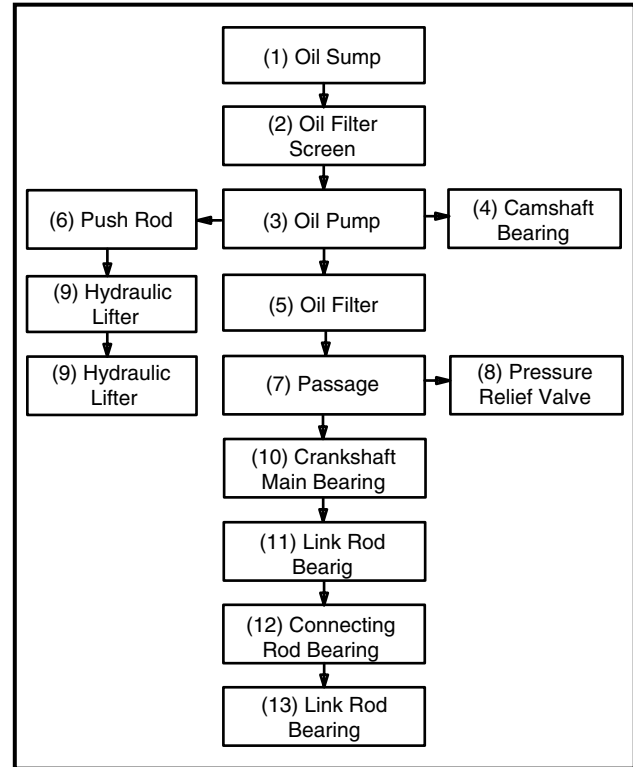 (1) Oil Sump
(2) Oil Filter
Screen
(6) Push Rod
(3) Oil Pump
(4) Camshaft
Bearing
(9) Hydraulic
Lifter
(5) Oil Filter
(9) Hydraulic
Lifter
(7) Passage
(8) Pressure
Relief Valve
(10) Crankshaft
Main Bearing
(11) Link Rod
Bearig
(12) Connecting
Rod Bearing
(13) Link Rod
Bearing